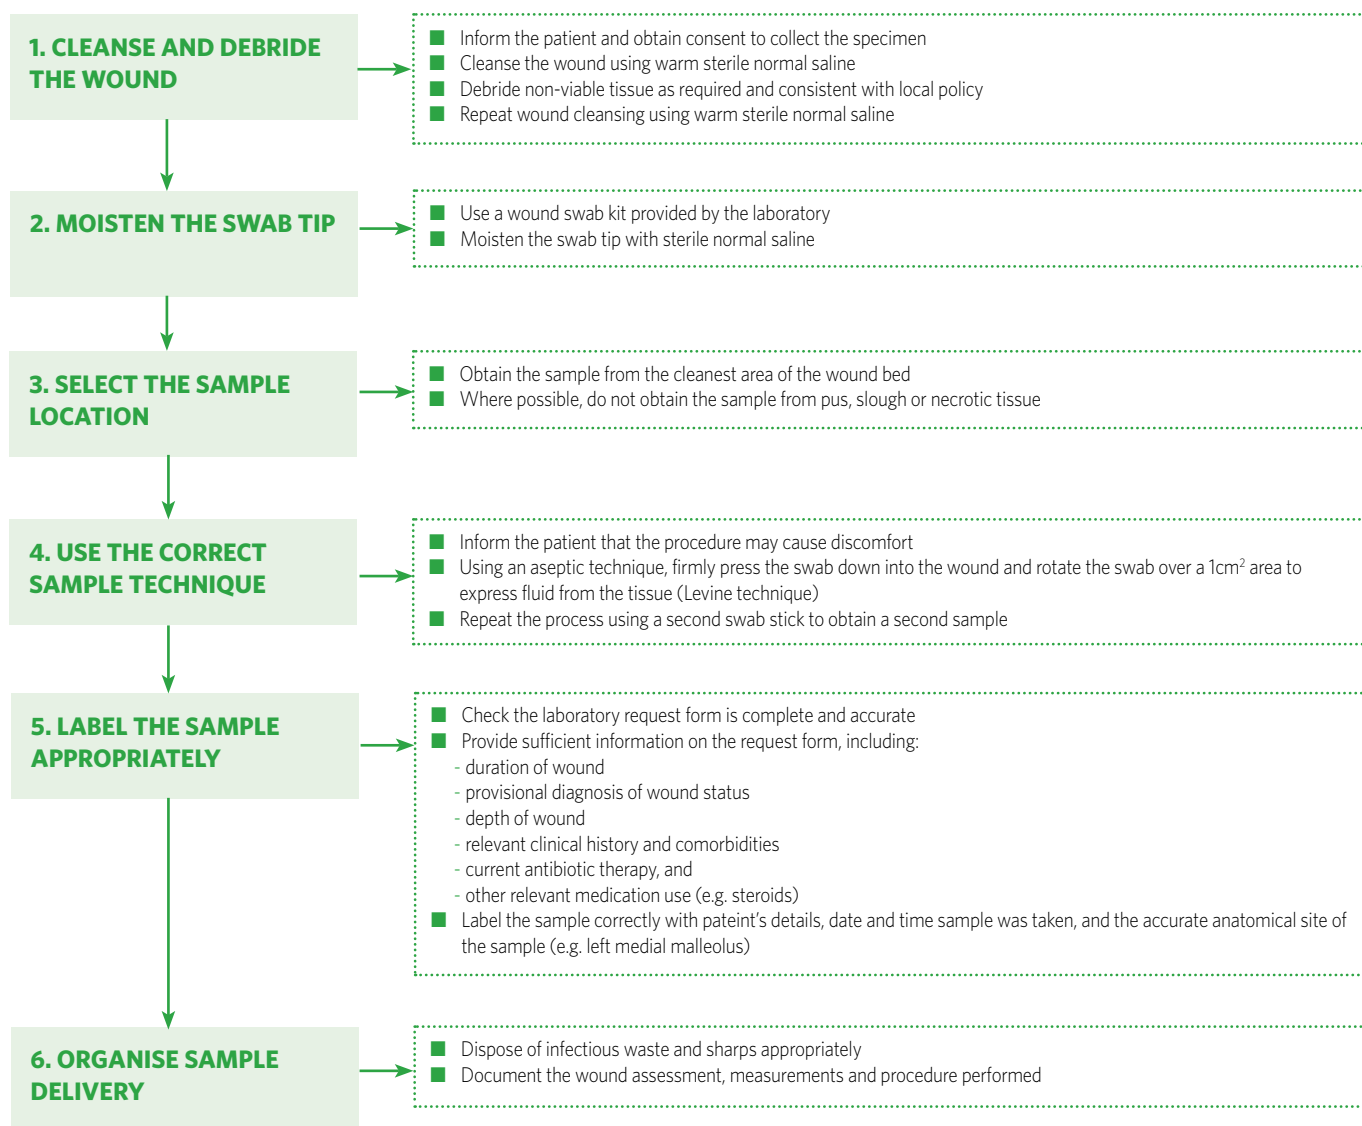 1. CLEANSE AND DEBRIDE
THE WOUND
■ Inform the patient and obtain consent to collect the specimen
■ Cleanse the wound using warm sterile normal saline
■ Debride non-viable tissue as required and consistent with local policy
■ Repeat wound cleansing using warm sterile normal saline
2. MOISTEN THE SWAB TIP
■ Use a wound swab kit provided by the laboratory
■ Moisten the swab tip with sterile normal saline
3. SELECT THE SAMPLE
LOCATION
■ Obtain the sample from the cleanest area of the wound bed
■ Where possible, do not obtain the sample from pus, slough or necrotic tissue
4. USE THE CORRECT
SAMPLE TECHNIQUE
■ Inform the patient that the procedure may cause discomfort
■ Using an aseptic technique, firmly press the swab down into the wound and rotate the swab over a 1cm² area to
express fluid from the tissue (Levine technique)
■ Repeat the process using a second swab stick to obtain a second sample
5. LABEL THE SAMPLE
APPROPRIATELY
■ Check the laboratory request form is complete and accurate
■ Provide sufficient information on the request form, including:
- duration of wound
- provisional diagnosis of wound status
- depth of wound
- relevant clinical history and comorbidities
- current antibiotic therapy, and
- other relevant medication use (e.g. steroids)
■ Label the sample correctly with pateint's details, date and time sample was taken, and the accurate anatomical site of
the sample (e.g. left medial malleolus)
6. ORGANISE SAMPLE
DELIVERY
■ Dispose of infectious waste and sharps appropriately
■ Document the wound assessment, measurements and procedure performed